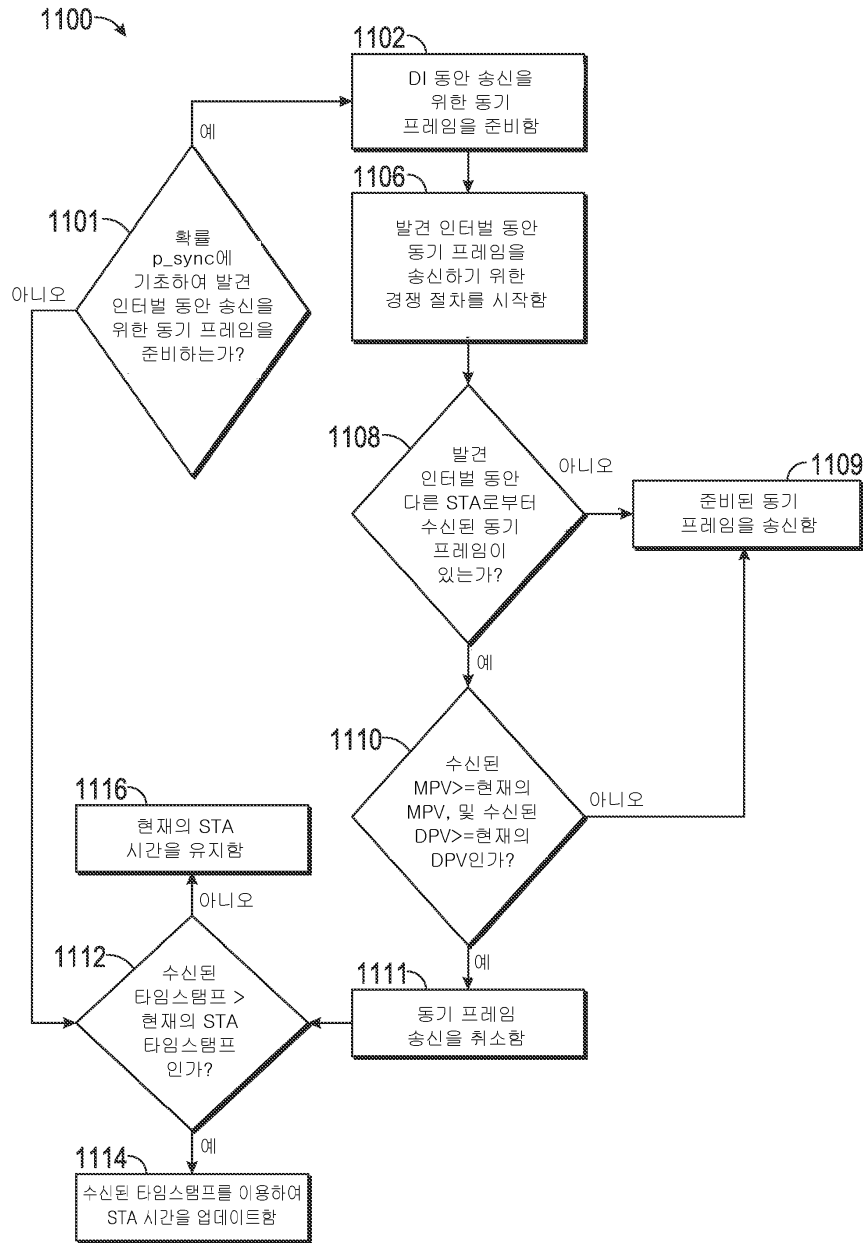 1100
1102
DI 동안 송신을
위한 동기
프레임을 준비함
예
1106
발견 인터벌 동안
동기 프레임을
송신하기 위한
경쟁 절차를 시작함
1101
확률
p_sync에
기초하여 발견
인터벌 동안 송신을
위한 동기 프레임을
준비하는가?
아니오
1108
발견
인터벌 동안
다른 STA로부터
수신된 동기
프레임이
있는가?
아니오
1109
준비된 동기
프레임을 송신함
예
1110
수신된
MPV>=현재의
MPV, 및 수신된
DPV>=현재의
DPV인가?
아니오
1116
현재의 STA
시간을 유지함
아니오
예
1112
수신된
타임스탬프 >
현재의 STA
타임스탬프
인가?
1111
동기 프레임
송신을 취소함
예
1114
수신된 타임스탬프를 이용하여
STA 시간을 업데이트함